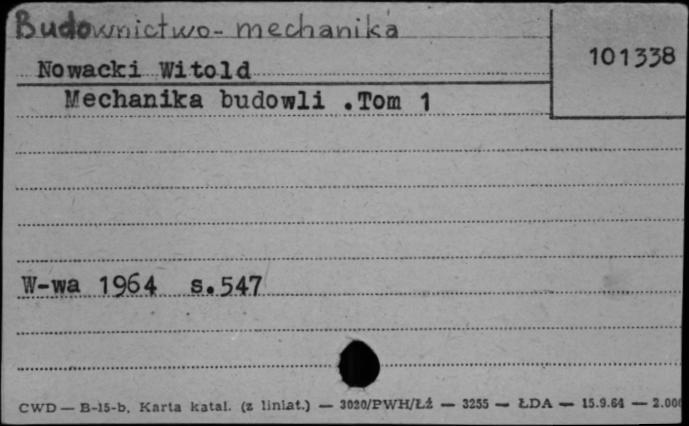 Budownictwo- mechanika
101338
Nowacki Witold
Mechanika budowli .Tom 1
W-wa 1964 s.547
CWD — B-15-b. Karta katal. (z liniat.) — 3020/PWH/Łż — 3255 — ŁDA — 15.9.64 — 2.000